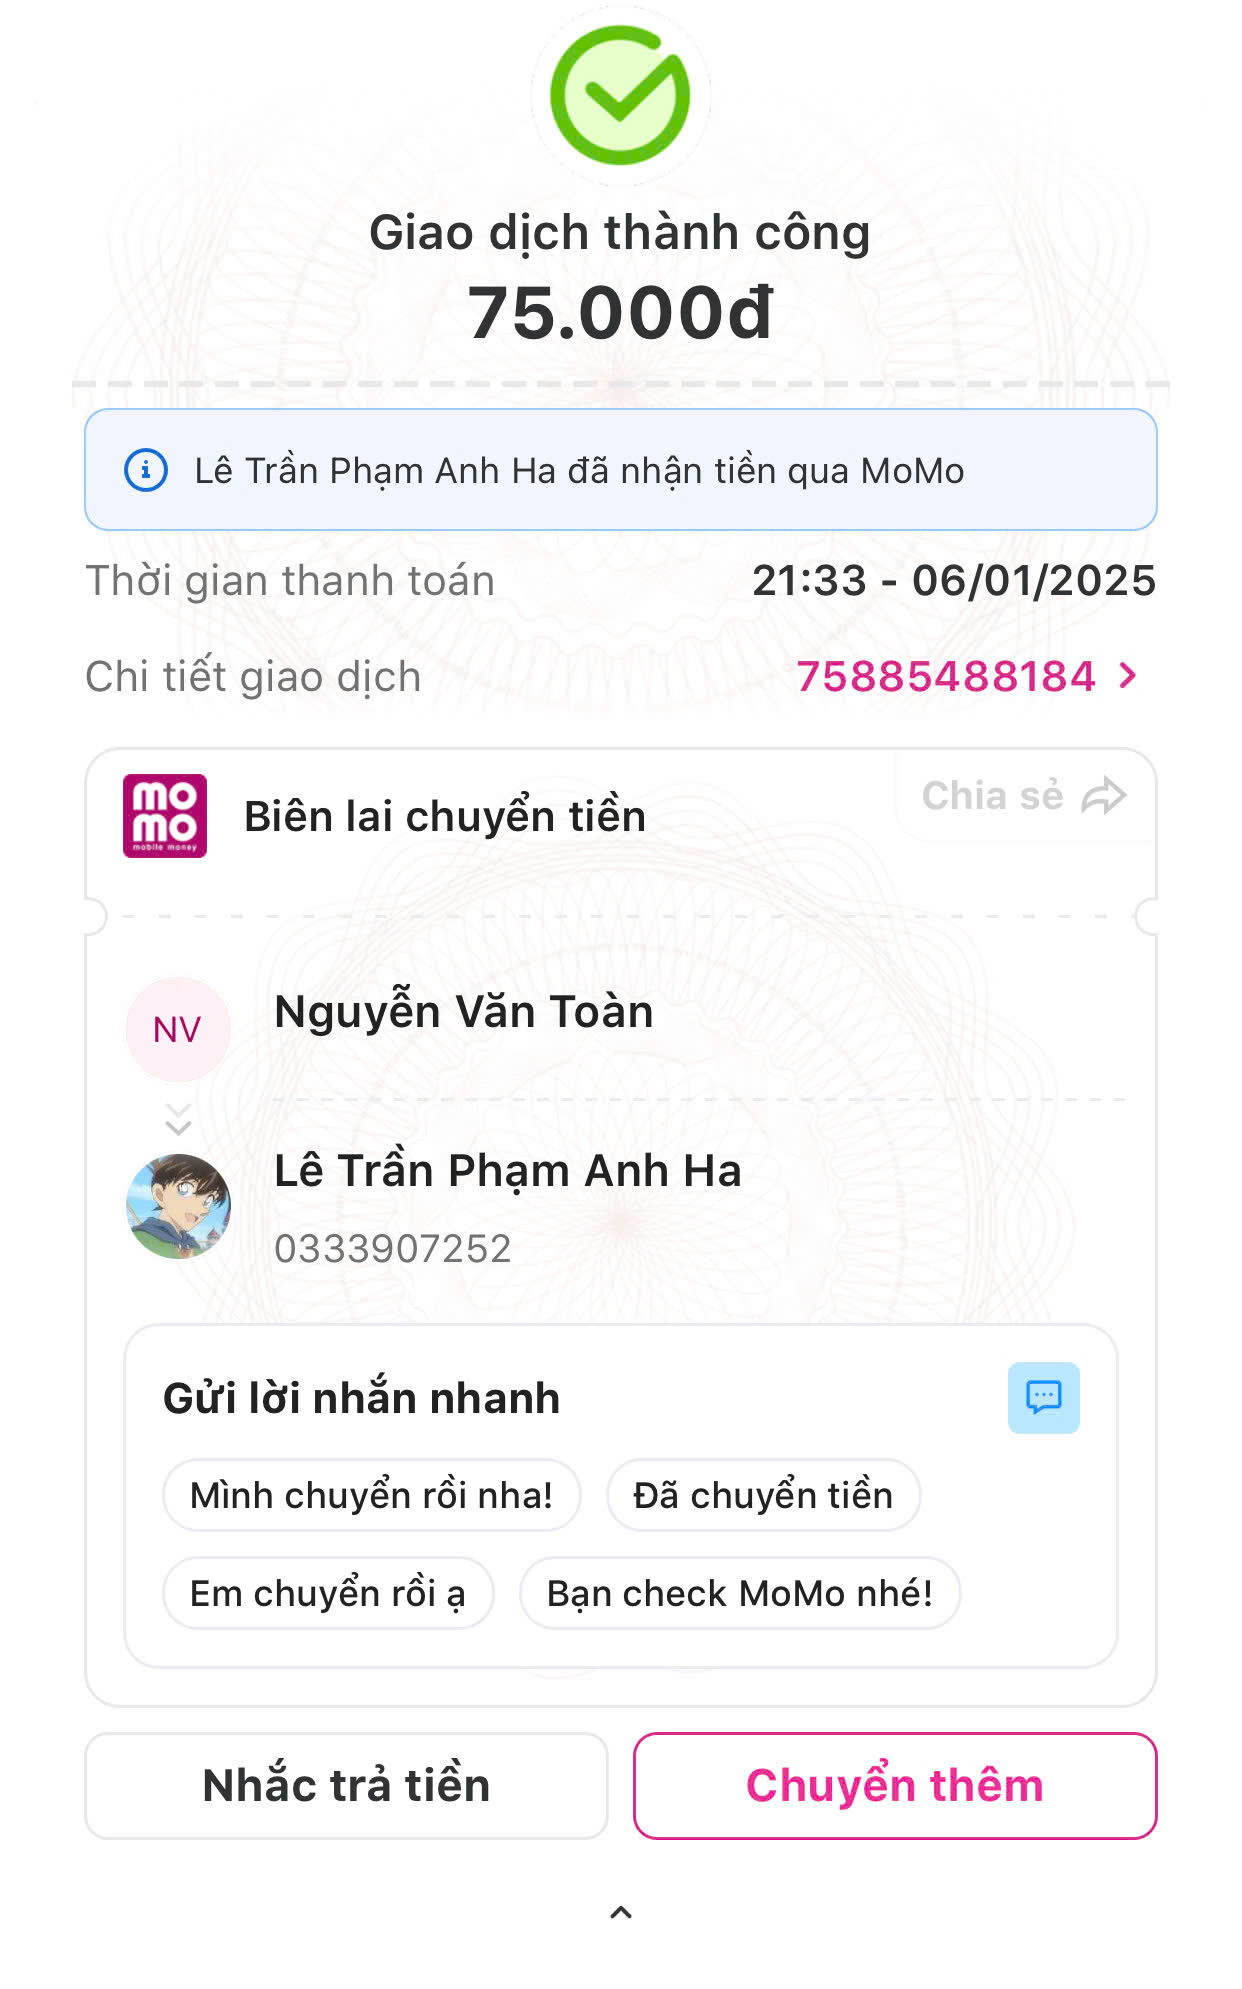 Giao dịch thành công
75.000đ
Lê Trần Phạm Anh Ha đã nhận tiền qua MoMo
Thời gian thanh toán 21:33 - 06/01/2025
Chi tiết giao dịch 75885488184
mo
mo
mobile money
Biên lai chuyển tiền
Chia sẻ
NV
Nguyễn Văn Toàn
Lê Trần Phạm Anh Ha
0333907252
Gửi lời nhắn nhanh
Mình chuyển rồi nha! Đã chuyển tiền
Em chuyển rồi ạ Bạn check MoMo nhé!
Nhắc trả tiền Chuyển thêm